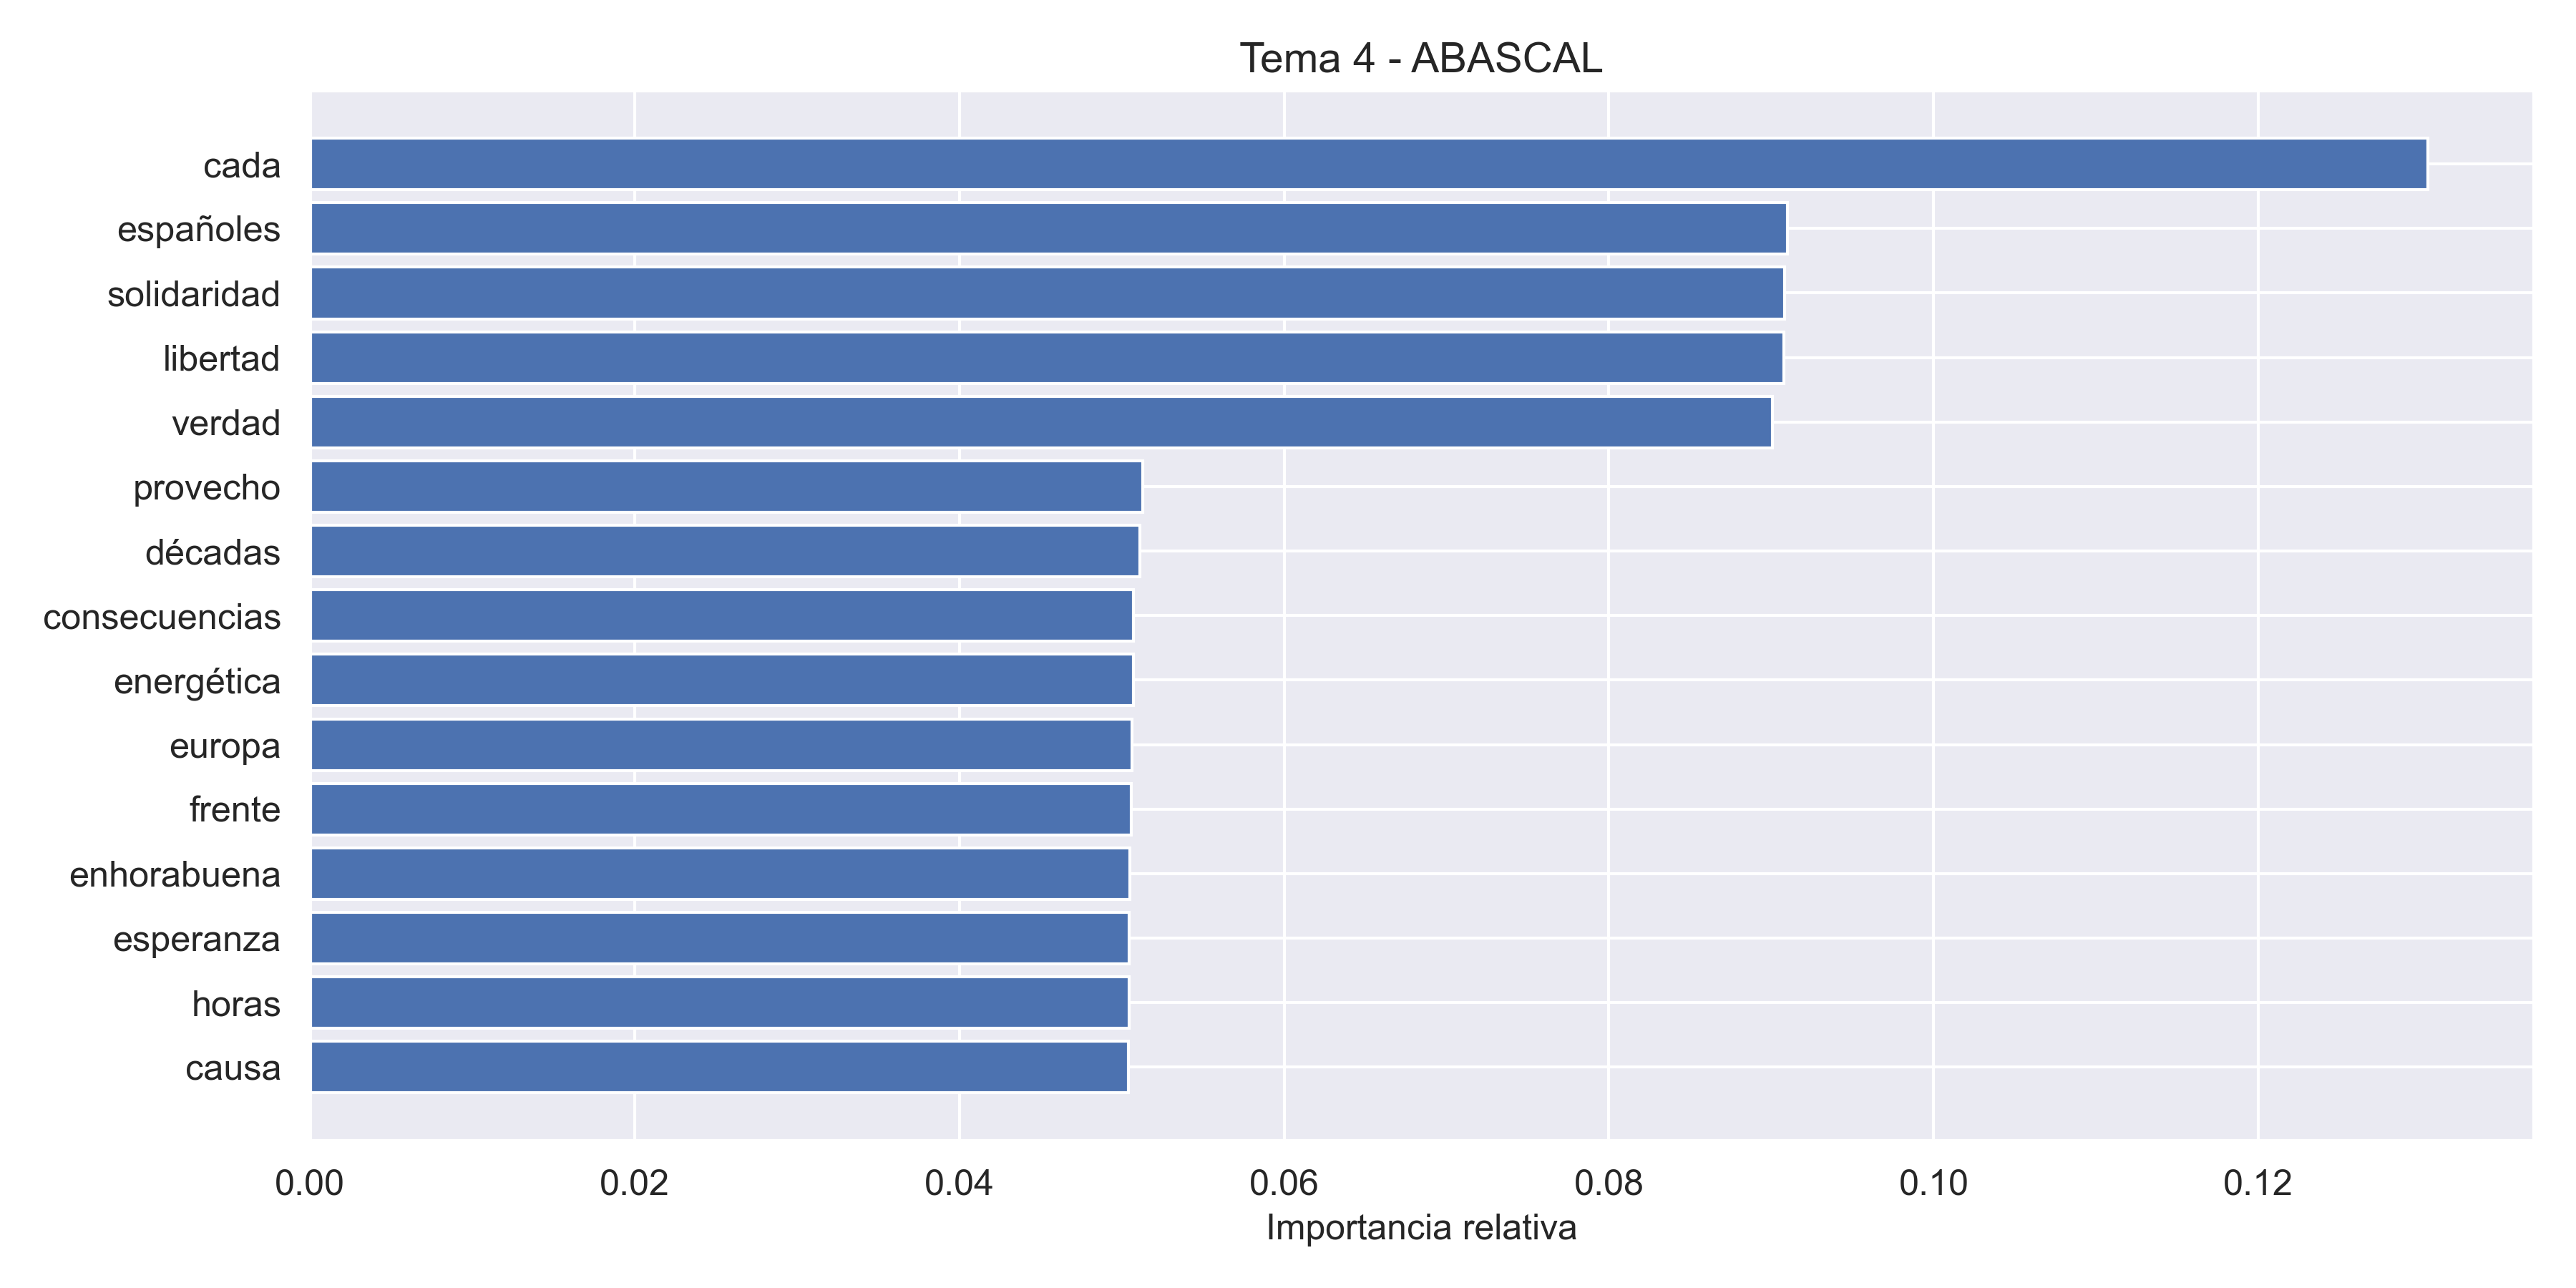 Tema 4 - ABASCAL
cada
españoles
solidaridad
libertad
verdad
provecho
décadas
consecuencias
energética
europa
frente
enhorabuena
esperanza
horas
causa
0.00 0.02 0.04 0.06 0.08 0.10 0.12
Importancia relativa